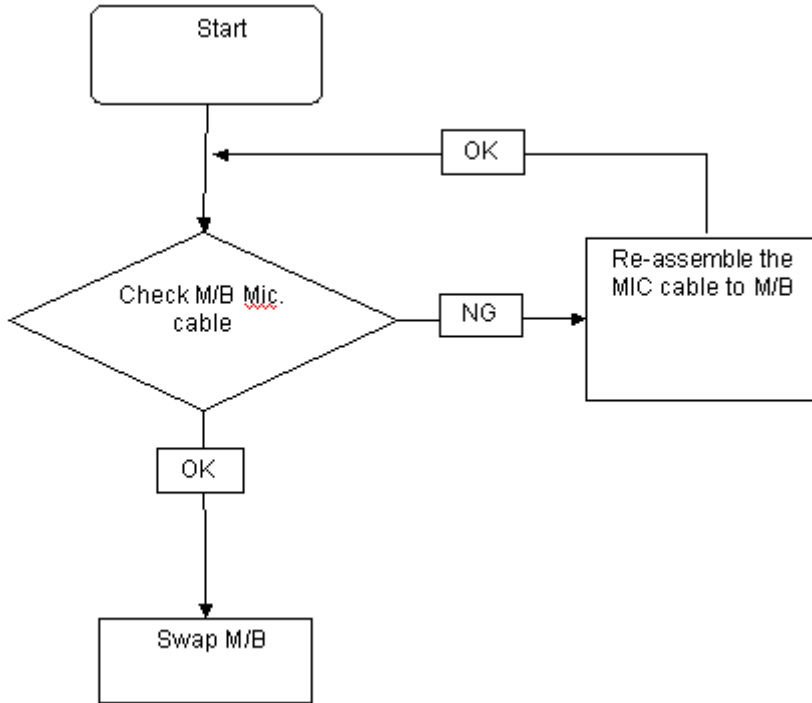 Start
OK
Check M/B Mic.
cable
NG
Re-assemble the
MIC cable to M/B
OK
Swap M/B